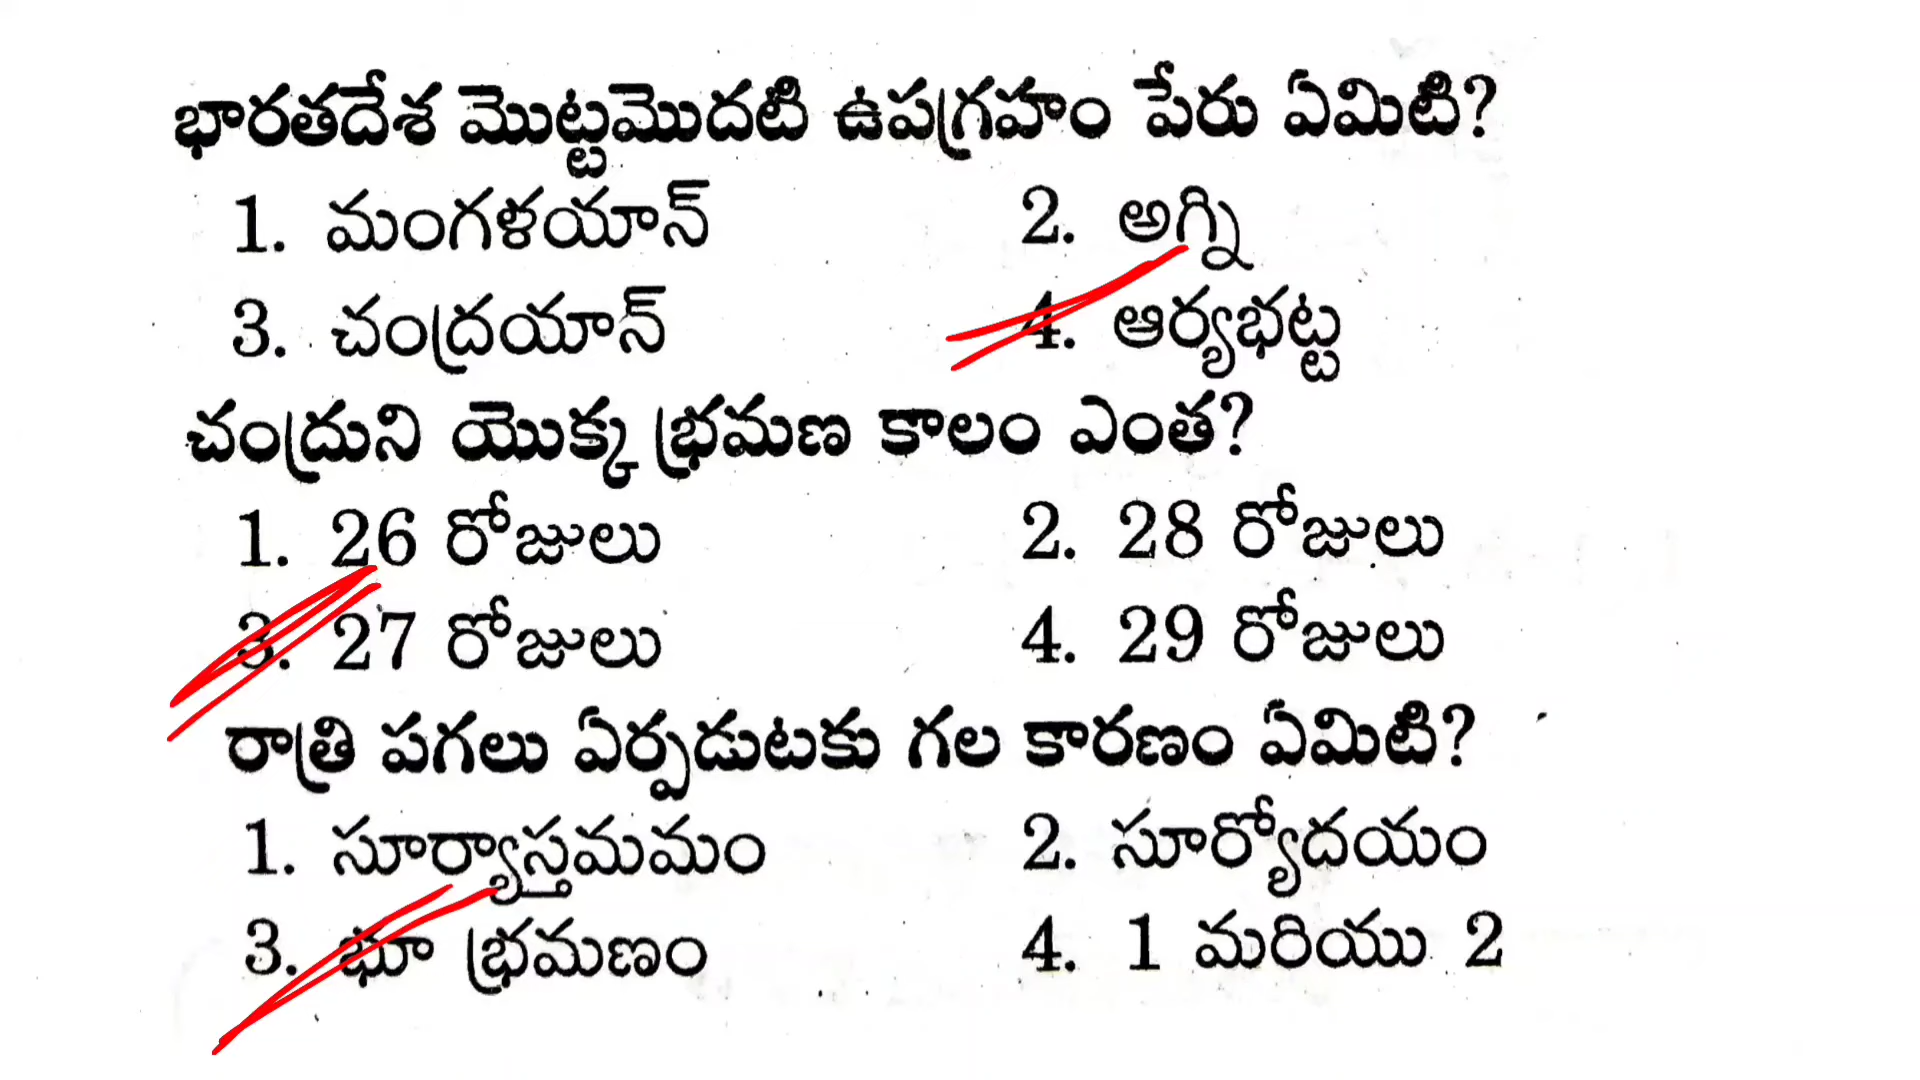 భారతదేశ మొట్టమొదటి ఉపగ్రహం పేరు ఏమిటి?
1. మంగళయాన్ 2. అగ్ని
3. చంద్రయాన్ 4. ఆర్యభట్ట
చంద్రుని యొక్క భ్రమణ కాలం ఎంత?
1. 26 రోజులు 2. 28 రోజులు
3. 27 రోజులు 4. 29 రోజులు
రాత్రి పగలు ఏర్పడుటకు గల కారణం ఏమిటి?
1. సూర్యాస్తమమం 2. సూర్యోదయం
3. భూ భ్రమణం 4. 1 మరియు 2